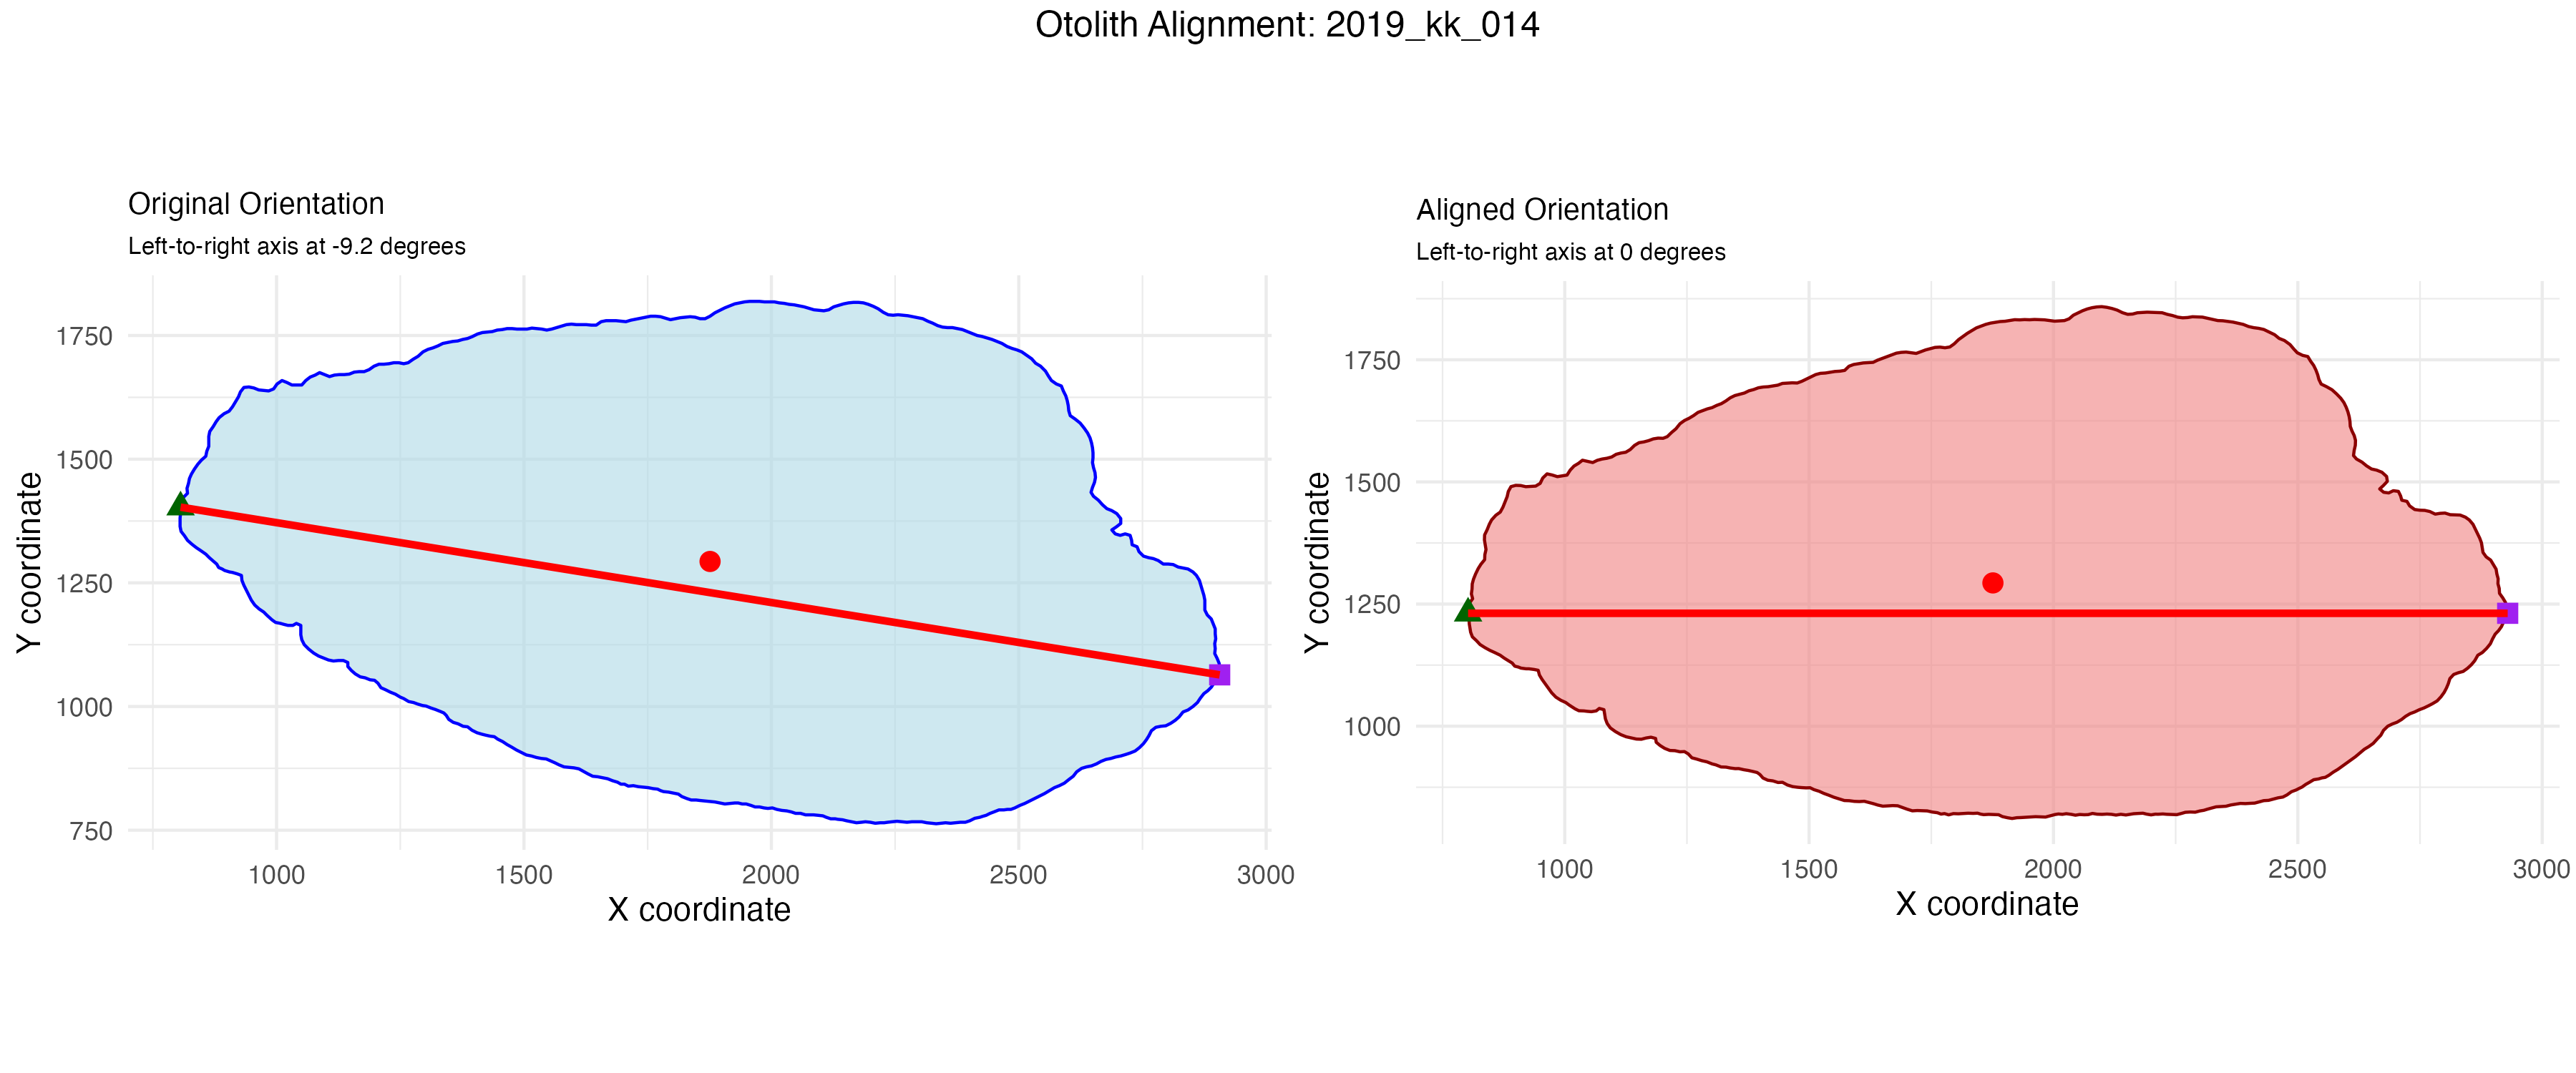 Otolith Alignment: 2019_kk_014
Original Orientation
Left-to-right axis at -9.2 degrees
Y coordinate
1750
1500
1250
1000
750
1000 1500 2000 2500 3000
X coordinate
Aligned Orientation
Left-to-right axis at 0 degrees
Y coordinate
1750
1500
1250
1000
1000 1500 2000 2500 3000
X coordinate